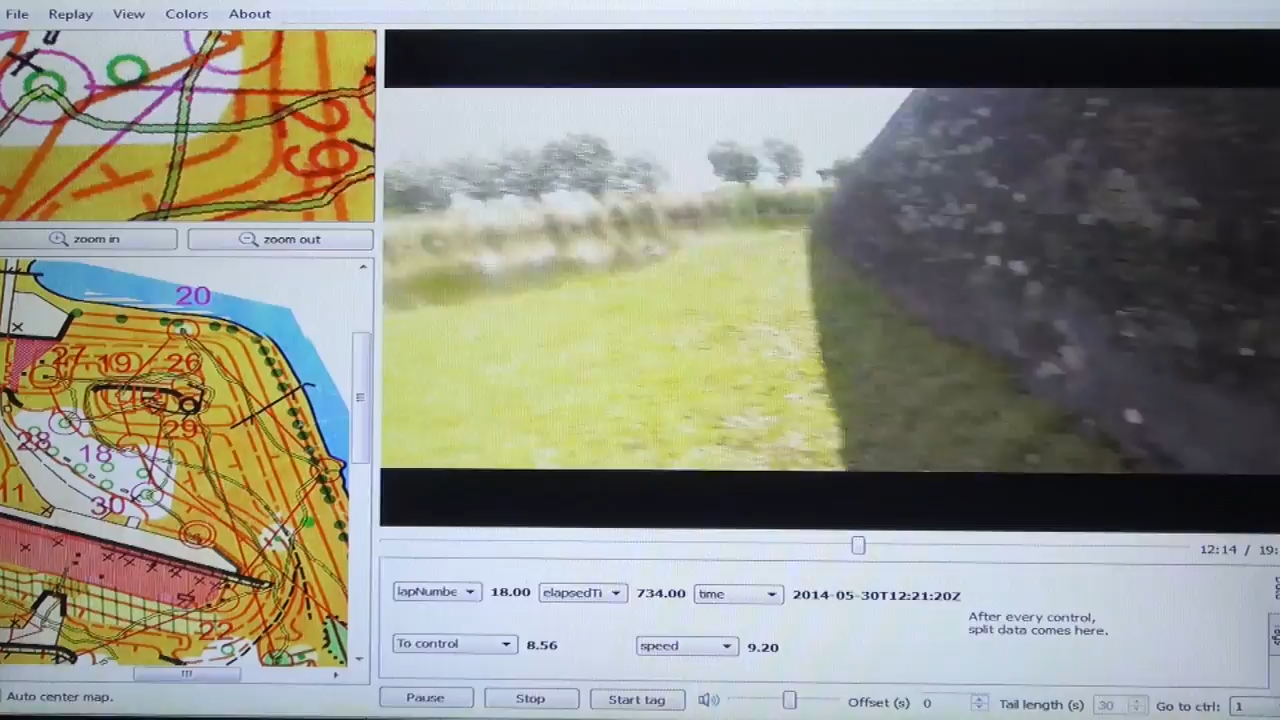 File Replay View Colors About
29
zoom in zoom out
20
27 19 26
29
28 18
11 30
22
12:14 / 19:
lapNumbe 18.00 elapsedTi 734.00 time 2014-05-30T12:21:20Z
After every control,
split data comes here.
To control 8.56 speed 9.20
Auto center map.
Pause Stop Start tag Offset (s) 0 Tail length (s) 30 Go to ctrl: 1